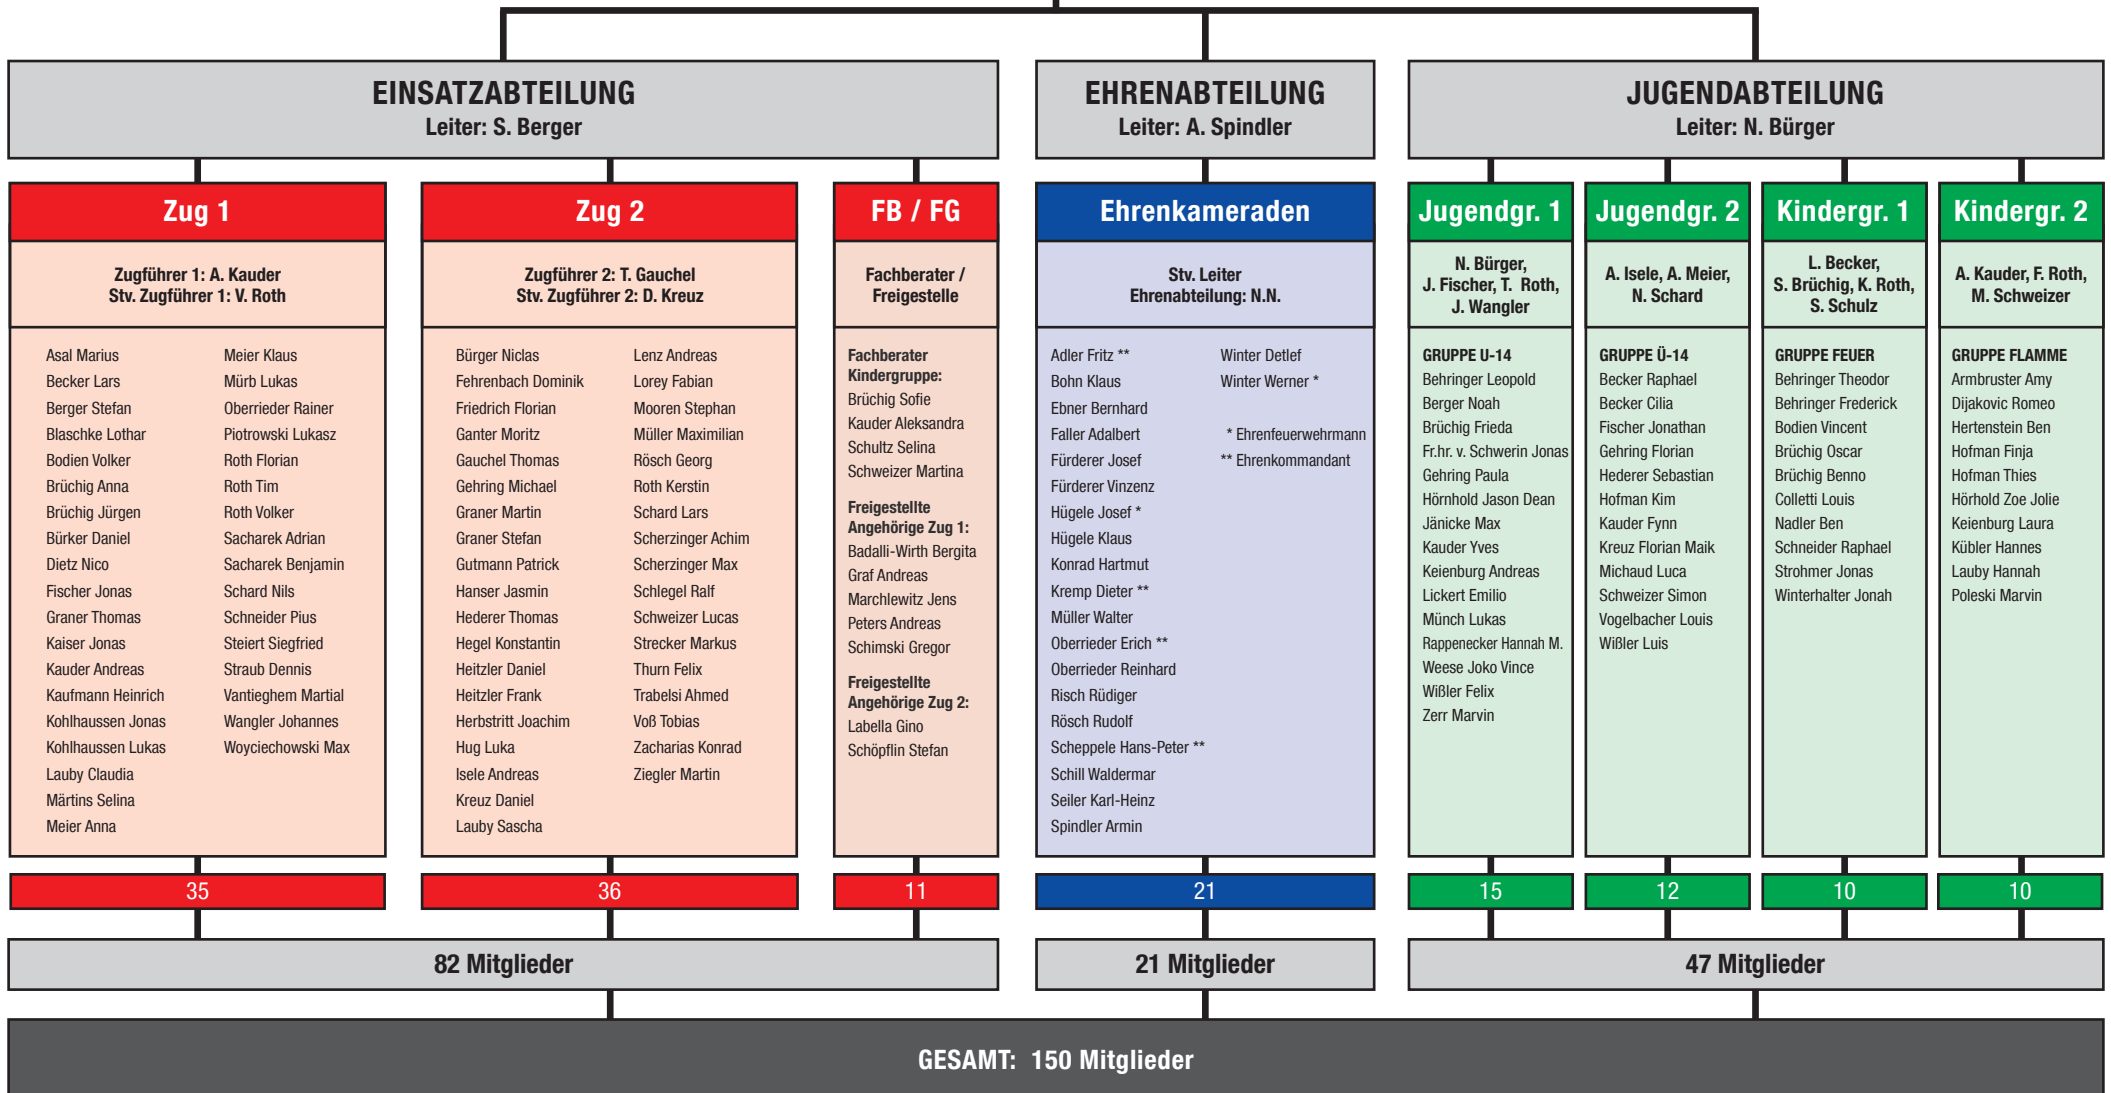 EINSATZABTEILUNG
Leiter: S. Berger
EHRENABTEILUNG
Leiter: A. Spindler
JUGENDABTEILUNG
Leiter: N. Bürger
Zug 1
Zugführer 1: A. Kauder
Stv. Zugführer 1: V. Roth
Asal Marius
Becker Lars
Berger Stefan
Blaschke Lothar
Bodien Volker
Brüchig Anna
Brüchig Jürgen
Bürker Daniel
Dietz Nico
Fischer Jonas
Graner Thomas
Kaiser Jonas
Kauder Andreas
Kaufmann Heinrich
Kohlhaussen Jonas
Kohlhaussen Lukas
Lauby Claudia
Märtins Selina
Meier Anna
Meier Klaus
Mürb Lukas
Oberrieder Rainer
Piotrowski Lukasz
Roth Florian
Roth Tim
Roth Volker
Sacharek Adrian
Sacharek Benjamin
Schard Nils
Schneider Pius
Steiert Siegfried
Straub Dennis
Vantieghem Martial
Wangler Johannes
Woyciechowski Max
35
Zug 2
Zugführer 2: T. Gauchel
Stv. Zugführer 2: D. Kreuz
Bürger Niclas
Fehrenbach Dominik
Friedrich Florian
Ganter Moritz
Gauchel Thomas
Gehring Michael
Graner Martin
Graner Stefan
Gutmann Patrick
Hanser Jasmin
Hederer Thomas
Hegel Konstantin
Heitzler Daniel
Heitzler Frank
Herbstritt Joachim
Hug Luka
Isele Andreas
Kreuz Daniel
Lauby Sascha
Lenz Andreas
Lorey Fabian
Mooren Stephan
Müller Maximilian
Rösch Georg
Roth Kerstin
Schard Lars
Scherzinger Achim
Scherzinger Max
Schlegel Ralf
Schweizer Lucas
Strecker Markus
Thurn Felix
Trabelsi Ahmed
Voß Tobias
Zacharias Konrad
Ziegler Martin
36
FB / FG
Fachberater /
Freigestelle
Fachberater
Kindergruppe:
Brüchig Sofie
Kauder Aleksandra
Schultz Selina
Schweizer Martina
Freigestellte
Angehörige Zug 1:
Badalli-Wirth Bergita
Graf Andreas
Marchlewitz Jens
Peters Andreas
Schimski Gregor
Freigestellte
Angehörige Zug 2:
Labella Gino
Schöpflin Stefan
11
Ehrenkameraden
Stv. Leiter
Ehrenabteilung: N.N.
Adler Fritz **
Bohn Klaus
Ebner Bernhard
Faller Adalbert
Fürderer Josef
Fürderer Vinzenz
Hügele Josef *
Hügele Klaus
Konrad Hartmut
Kremp Dieter **
Müller Walter
Oberrieder Erich **
Oberrieder Reinhard
Risch Rüdiger
Rösch Rudolf
Scheppele Hans-Peter **
Schill Waldermar
Seiler Karl-Heinz
Spindler Armin
Winter Detlef
Winter Werner *
* Ehrenfeuerwehrmann
** Ehrenkommandant
21
Jugendgr. 1
N. Bürger,
J. Fischer, T. Roth,
J. Wangler
GRUPPE U-14
Behringer Leopold
Berger Noah
Brüchig Frieda
Fr.hr. v. Schwerin Jonas
Gehring Paula
Hörnhold Jason Dean
Jänicke Max
Kauder Yves
Keienburg Andreas
Lickert Emilio
Münch Lukas
Rappenecker Hannah M.
Weese Joko Vince
Wißler Felix
Zerr Marvin
15
Jugendgr. 2
A. Isele, A. Meier,
N. Schard
GRUPPE Ü-14
Becker Raphael
Becker Cilia
Fischer Jonathan
Gehring Florian
Hederer Sebastian
Hofman Kim
Kauder Fynn
Kreuz Florian Maik
Michaud Luca
Schweizer Simon
Vogelbacher Louis
Wißler Luis
12
Kindergr. 1
L. Becker,
S. Brüchig, K. Roth,
S. Schulz
GRUPPE FEUER
Behringer Theodor
Behringer Frederick
Bodien Vincent
Brüchig Oscar
Brüchig Benno
Colletti Louis
Nadler Ben
Schneider Raphael
Strohmer Jonas
Winterhalter Jonah
10
Kindergr. 2
A. Kauder, F. Roth,
M. Schweizer
GRUPPE FLAMME
Armbruster Amy
Dijakovic Romeo
Hertenstein Ben
Hofman Finja
Hofman Thies
Hörhold Zoe Jolie
Keienburg Laura
Kübler Hannes
Lauby Hannah
Poleski Marvin
10
82 Mitglieder
21 Mitglieder
47 Mitglieder
GESAMT: 150 Mitglieder